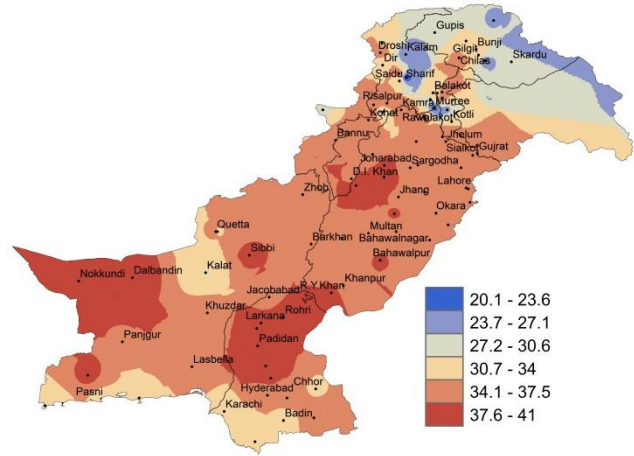 Gupis
Drosh Kalam
Gilgit Bunji
Dir
Chilas
Skardu
Saidu Sharif
Balakot
Risalpur
Kamra Murree
Kohat
Kotli
Bannu
Jhelum
Sialkot Gujrat
Joharabad Sargodha
D.I. Khan
Lahore
Zhob
Jhang
Okara
Quetta
Multan
Barkhan
Bahawalnagar
Sibbi
Bahawalpur
Nokkundi Dalbandin Kalat
Khanpur
R.Y.Khan
Jacobabad
Khuzdar
Larkana Rohri
Panjgur
Padidan
Lasbella
Pasni
Hyderabad Chhor
Karachi
Badin
20.1 - 23.6
23.7 - 27.1
27.2 - 30.6
30.7 - 34
34.1 - 37.5
37.6 - 41